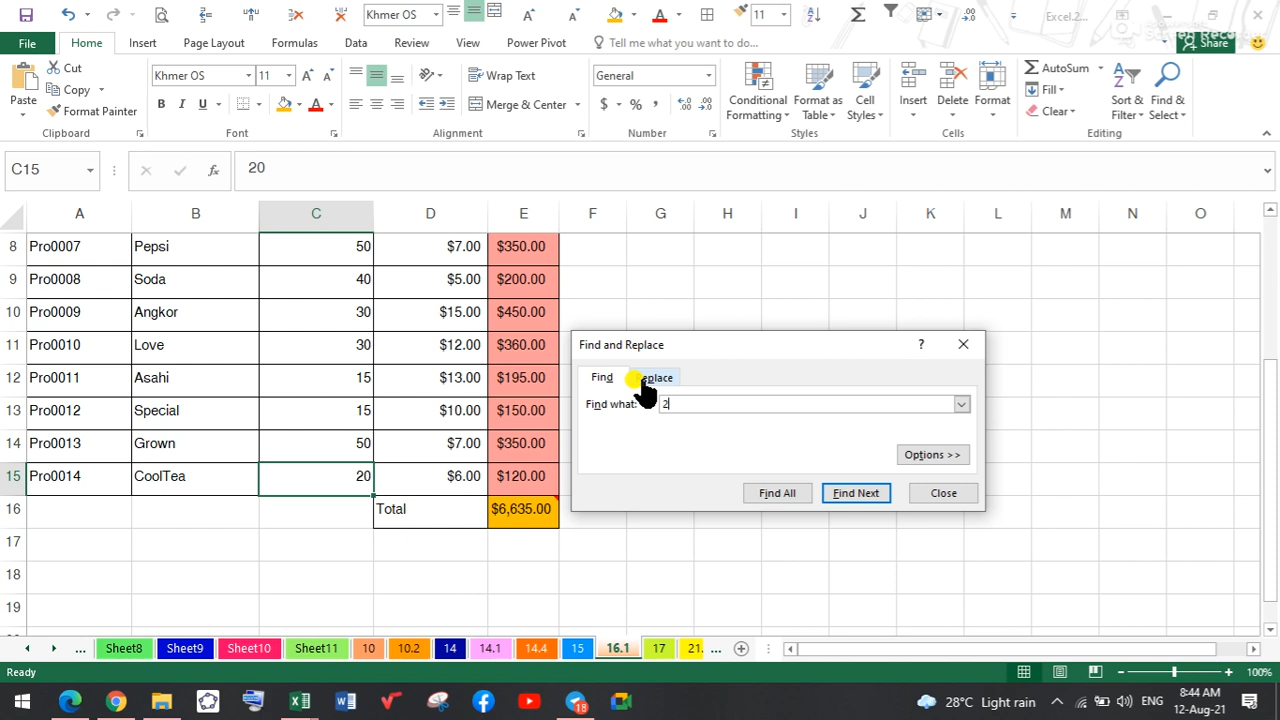 Khmer OS
11
Excel.2...
File
Home
Insert
Page Layout
Formulas
Data
Review
View
Power Pivot
Tell me what you want to do...
Share
Paste
Cut
Copy
Format Painter
Clipboard
Khmer OS
11
B I U
Font
Wrap Text
Merge & Center
Alignment
General
$ % ,
Number
Conditional Formatting
Format as Table
Cell Styles
Styles
Insert
Delete
Format
Cells
AutoSum
Fill
Clear
Sort & Filter
Find & Select
Editing
C15
fx
20
A B C D E F G H I J K L M N O
8 Pro0007 Pepsi 50 $7.00 $350.00
9 Pro0008 Soda 40 $5.00 $200.00
10 Pro0009 Angkor 30 $15.00 $450.00
11 Pro0010 Love 30 $12.00 $360.00
12 Pro0011 Asahi 15 $13.00 $195.00
13 Pro0012 Special 15 $10.00 $150.00
14 Pro0013 Grown 50 $7.00 $350.00
15 Pro0014 CoolTea 20 $6.00 $120.00
16 Total $6,635.00
17
18
19
Find and Replace
?
Find
Find what:
2
Options >>
Find All
Find Next
Close
... Sheet8 Sheet9 Sheet10 Sheet11 10 10.2 14 14.1 14.4 15 16.1 17 21. ...
Ready
100%
18
28°C Light rain
ENG
8:44 AM
12-Aug-21